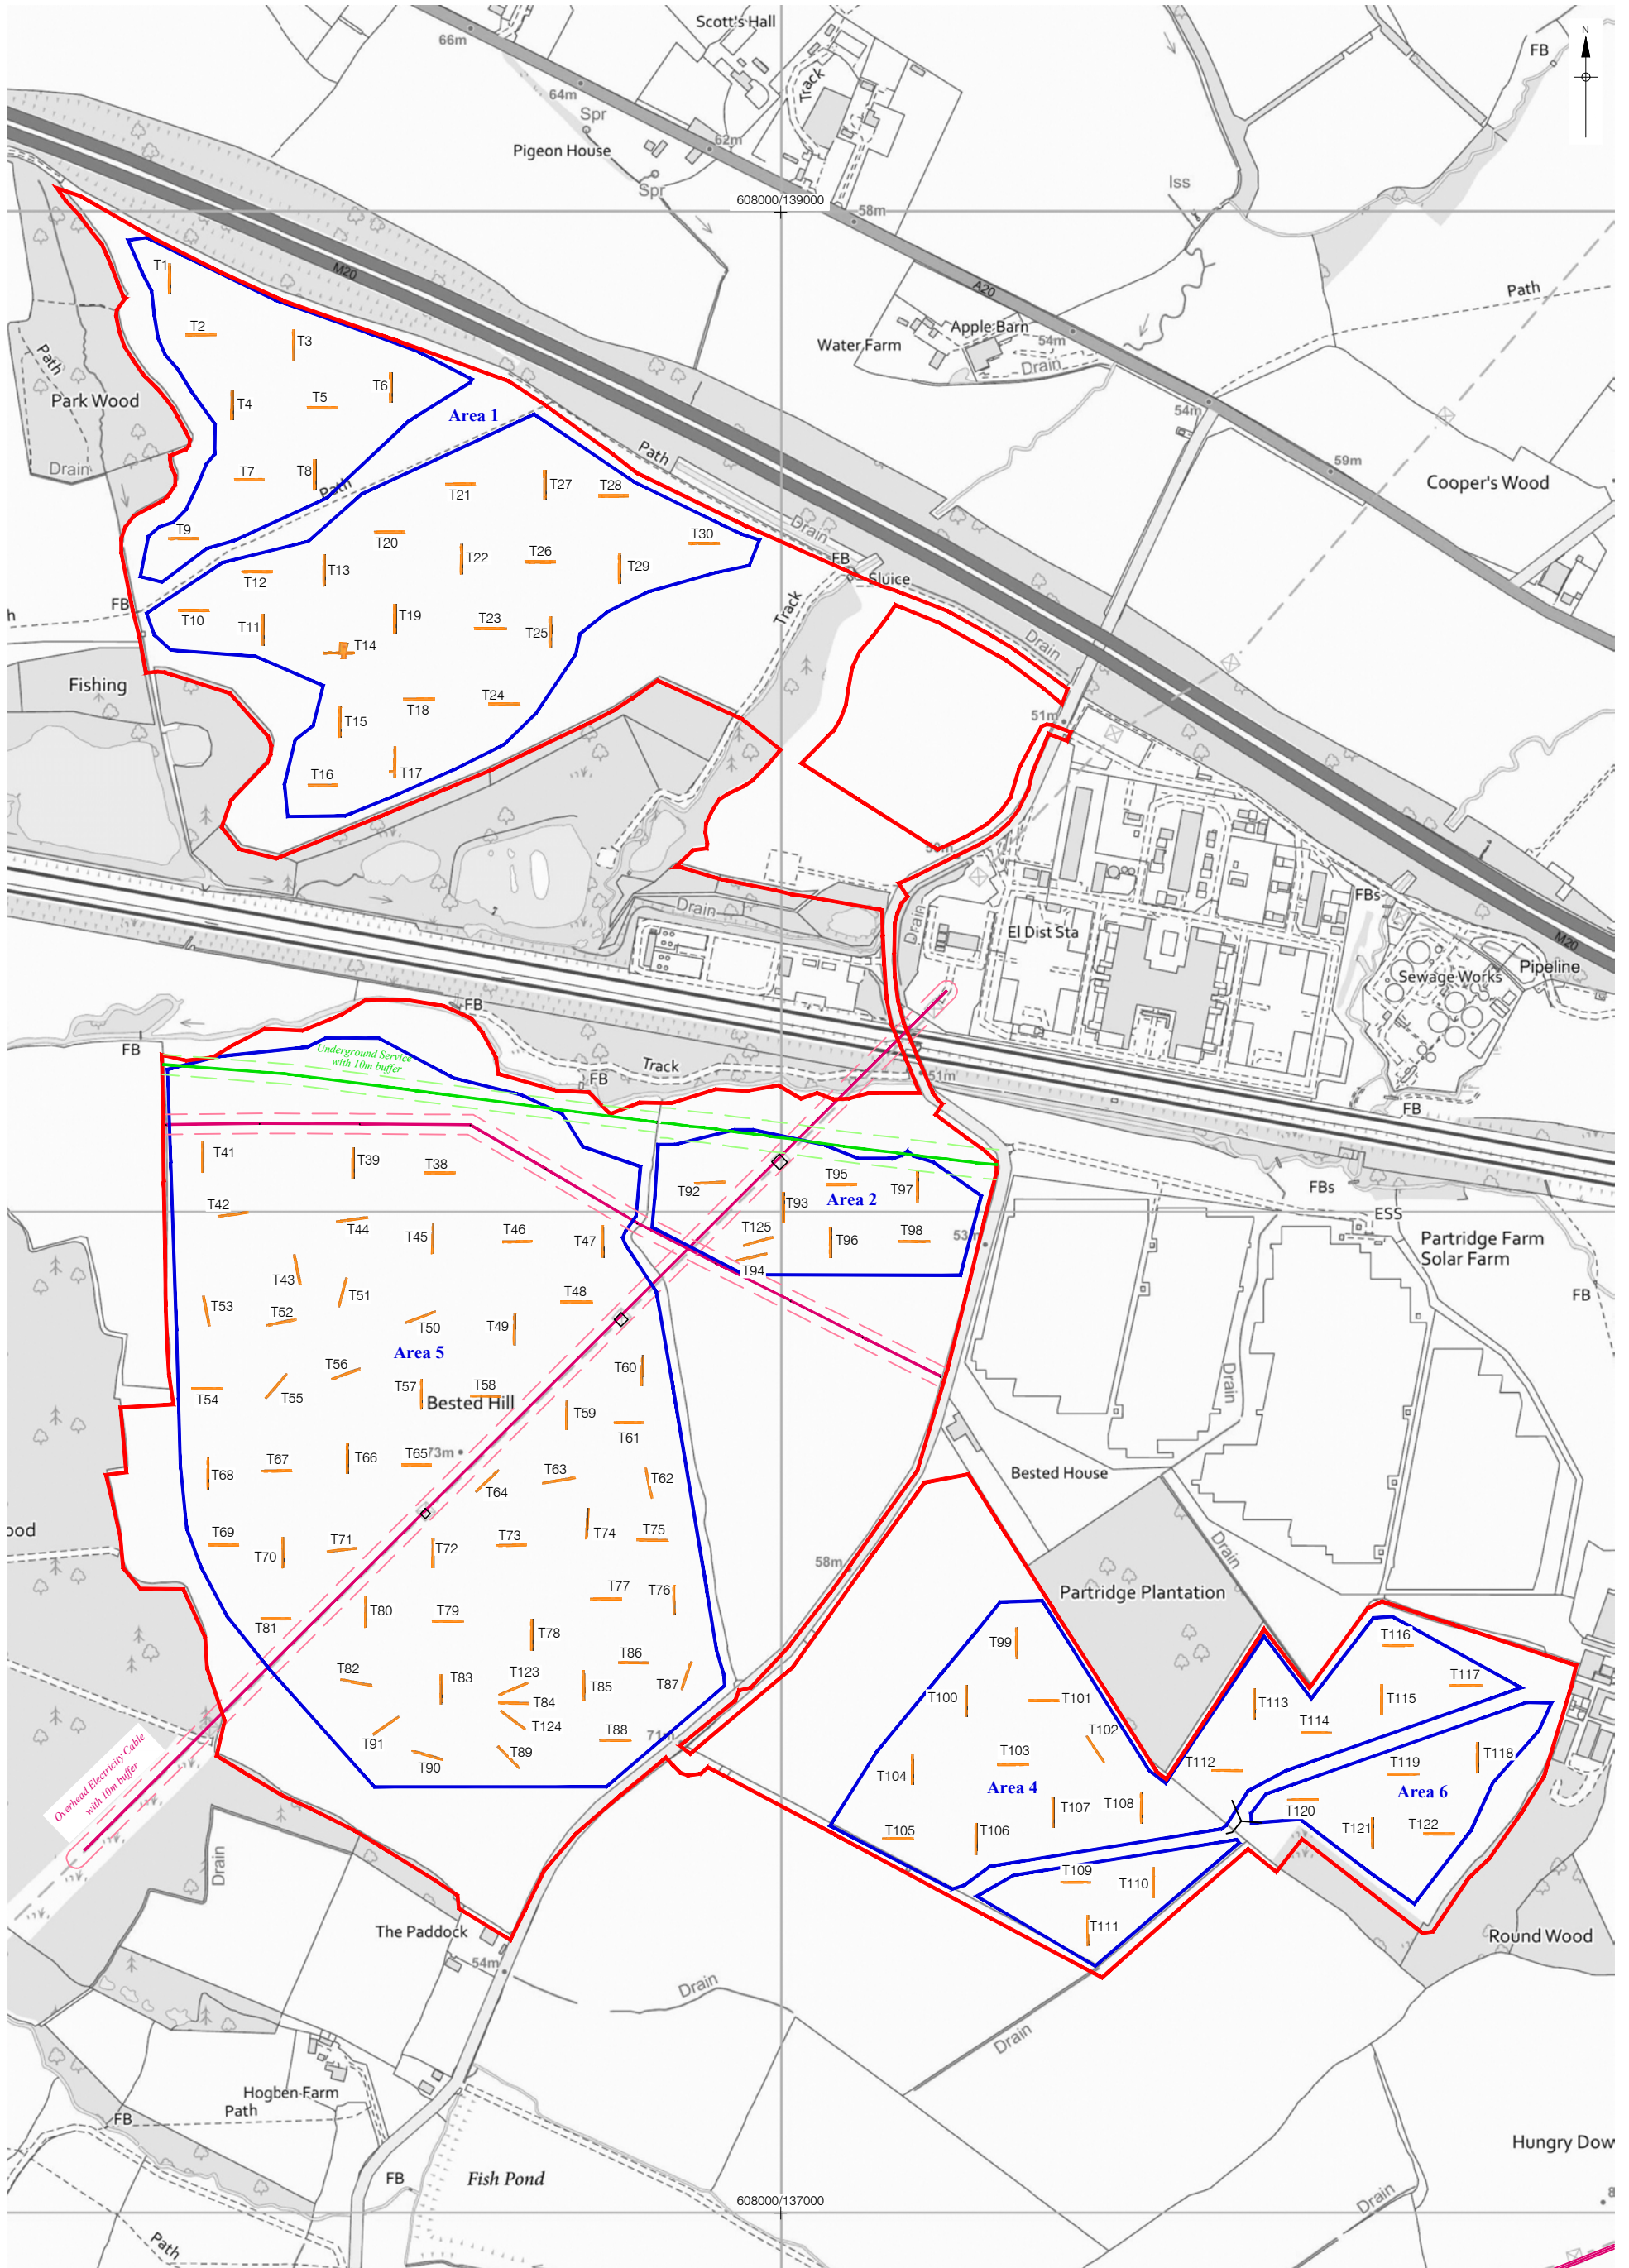 Scott's Hall
N
66m
FB
Track
64m
Spr
62m
Pigeon House
Spr
Iss
608000/139000
58m
M20
A20
Path
T1
T2
T3
Apple Barn
54m
Water Farm
Drain
Path
Park Wood
T4
T5
T6
Area 1
54m
Path
59m
Drain
T7
T8
Path
T21
T27
T28
Cooper's Wood
Drain
T9
T20
T30
FB
Sluice
T12
T13
T22
T26
T29
FB
h
T10
T11
T19
T23
T25
Track
T14
Drain
Fishing
T24
T18
T15
51m
T16
T17
50m
FBs
Drain
Drain
El Dist Sta
M20
Sewage Works
Pipeline
FB
FB
Underground Service
with 10m buffer
Track
FB
51m
FB
T41
T39
T38
T92
T95
T97
FBs
T42
Area 2
T93
ESS
T44
T45
T46
T47
T125
T96
T98
53m
Partridge Farm
Solar Farm
T43
T94
T51
T48
FB
T53
T52
T50
T49
Area 5
T56
T60
Drain
T54
T55
T57
T58
Bested Hill
T59
T61
73m
T67
T66
T65
T68
T63
T62
T64
Bested House
ood
T69
T71
T73
T74
T75
Drain
T70
T72
58m
T77
T76
Partridge Plantation
T81
T80
T79
T78
T99
T116
T82
T83
T123
T86
T87
T85
T84
T117
T100
T101
T113
T115
T124
T88
T114
T91
71m
T102
T89
T90
T103
T112
T119
T118
T104
Area 4
Area 6
Overhead Electricity Cable
with 10m buffer
T107
T108
T120
T105
T106
T121
T122
Drain
T109
T110
T111
The Paddock
Round Wood
54m
Drain
Drain
Hogben Farm
Path
FB
Hungry Dow
FB
Fish Pond
Drain
8
608000/137000
Path